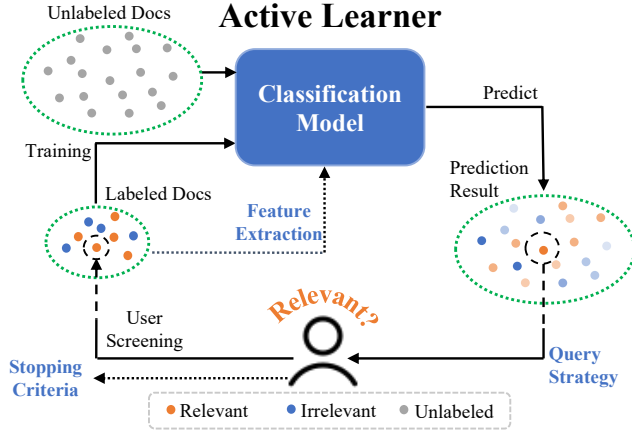 Active Learner
Unlabeled Docs
Classification
Model
Predict
Training
Prediction
Result
Labeled Docs
Feature
Extraction
Relevant?
User
Screening
Stopping
Criteria
Query
Strategy
Relevant
Irrelevant
Unlabeled